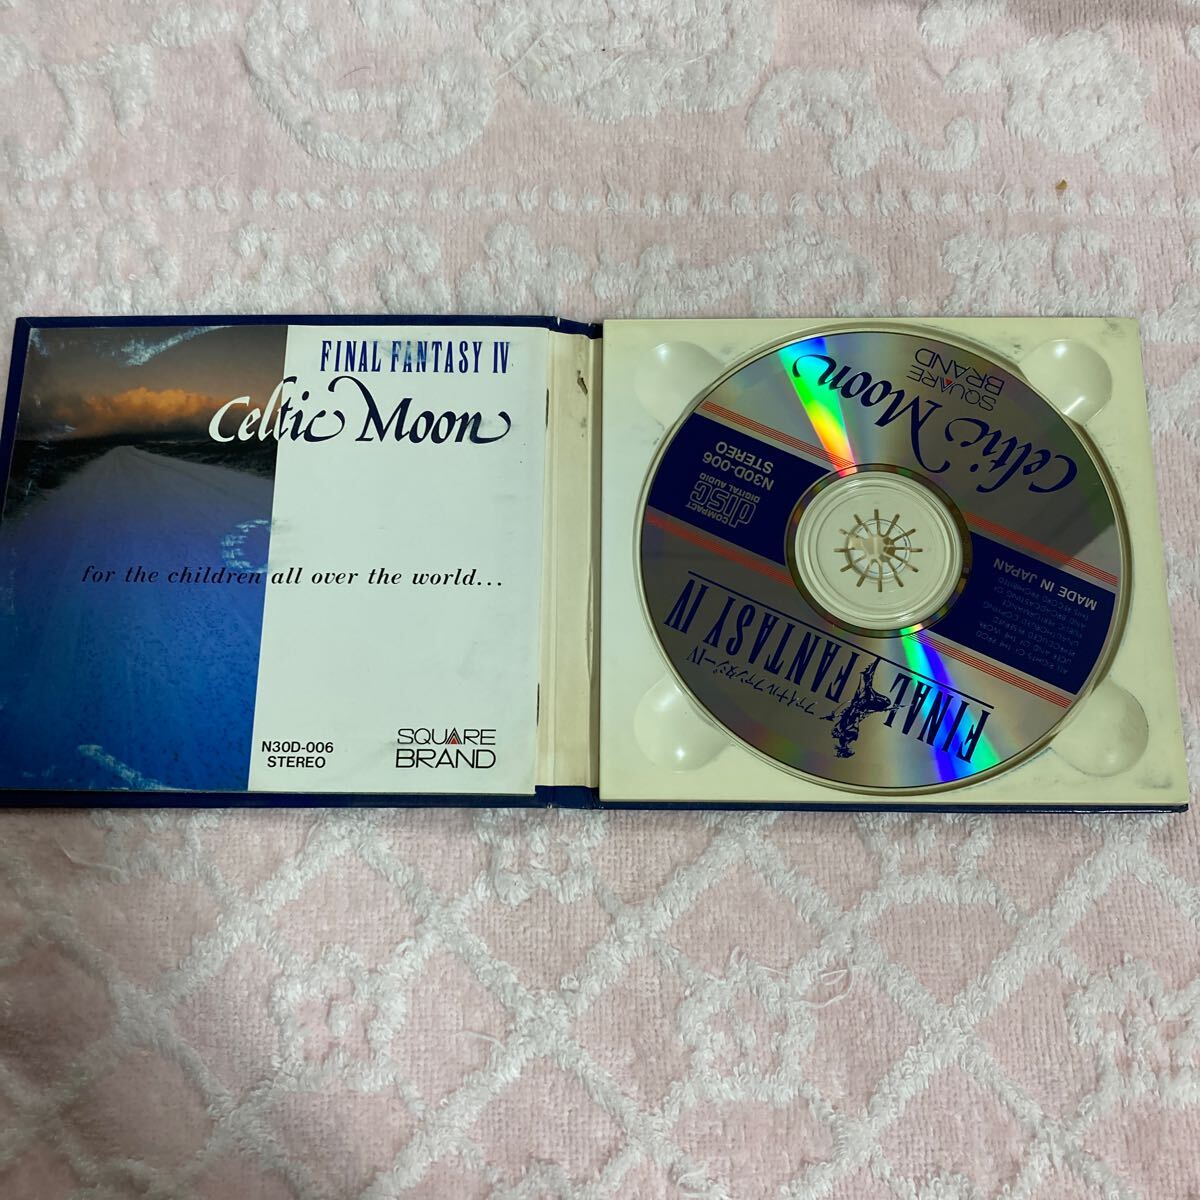 FINAL FANTASY IV
Celtic Moon
for the children all over the world...
N30D-006
STEREO
SQUARE
BRAND
SQUARE
BRAND
Celtic Moon
N30D-006
STEREO
COMPACT
disc
DIGITAL AUDIO
MADE IN JAPAN
ファイナルファンタジーIV
FINAL FANTASY IV